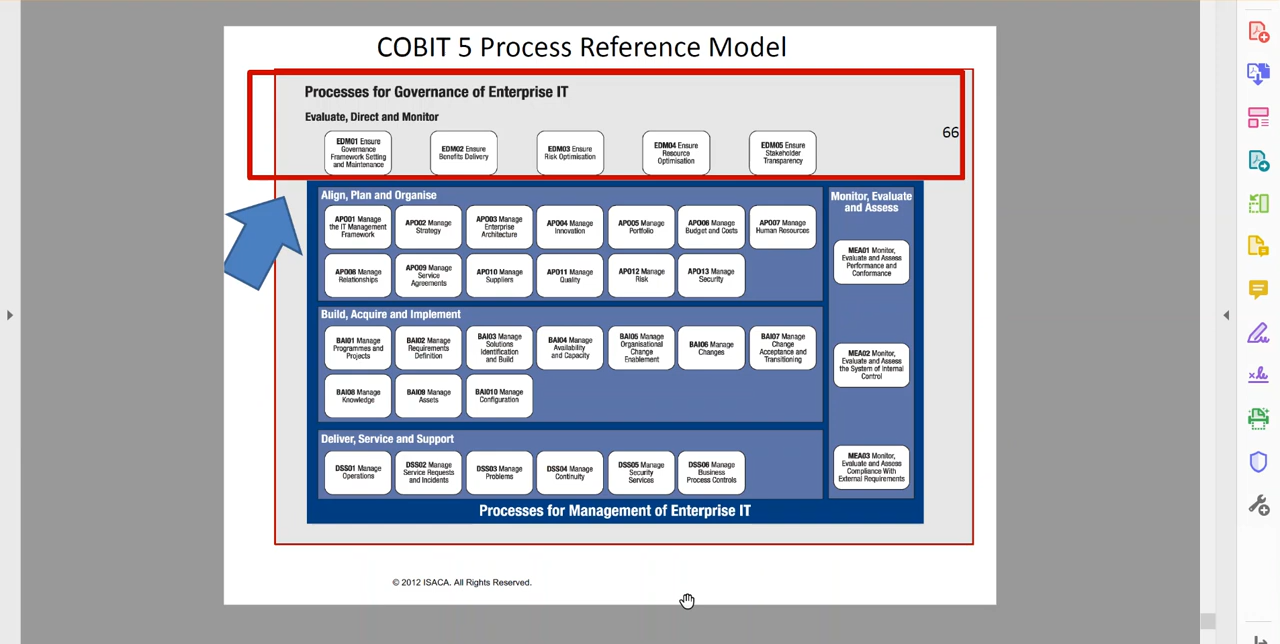 COBIT 5 Process Reference Model
Processes for Governance of Enterprise IT
Evaluate, Direct and Monitor
66
EDM01 Ensure
Governance
Framework Setting
and Maintenance
EDM02 Ensure
Benefits Delivery
EDM03 Ensure
Risk Optimisation
EDM04 Ensure
Resource
Optimisation
EDM05 Ensure
Stakeholder
Transparency
Align, Plan and Organise
APO01 Manage
the IT Management
Framework
APO02 Manage
Strategy
APO03 Manage
Enterprise
Architecture
APO04 Manage
Innovation
APO05 Manage
Portfolio
APO06 Manage
Budget and Costs
APO07 Manage
Human Resources
APO08 Manage
Relationships
APO09 Manage
Service
Agreements
APO10 Manage
Suppliers
APO11 Manage
Quality
APO12 Manage
Risk
APO13 Manage
Security
Build, Acquire and Implement
BAI01 Manage
Programmes and
Projects
BAI02 Manage
Requirements
Definition
BAI03 Manage
Solutions
Identification
and Build
BAI04 Manage
Availability
and Capacity
BAI05 Manage
Organisational
Change
Enablement
BAI06 Manage
Changes
BAI07 Manage
Change
Acceptance and
Transitioning
BAI08 Manage
Knowledge
BAI09 Manage
Assets
BAI010 Manage
Configuration
Deliver, Service and Support
DSS01 Manage
Operations
DSS02 Manage
Service Requests
and Incidents
DSS03 Manage
Problems
DSS04 Manage
Continuity
DSS05 Manage
Security
Services
DSS06 Manage
Business
Process Controls
Monitor, Evaluate
and Assess
MEA01 Monitor,
Evaluate and Assess
Performance and
Conformance
MEA02 Monitor,
Evaluate and Assess
the System of Internal
Control
MEA03 Monitor,
Evaluate and Assess
Compliance With
External Requirements
Processes for Management of Enterprise IT
© 2012 ISACA. All Rights Reserved.